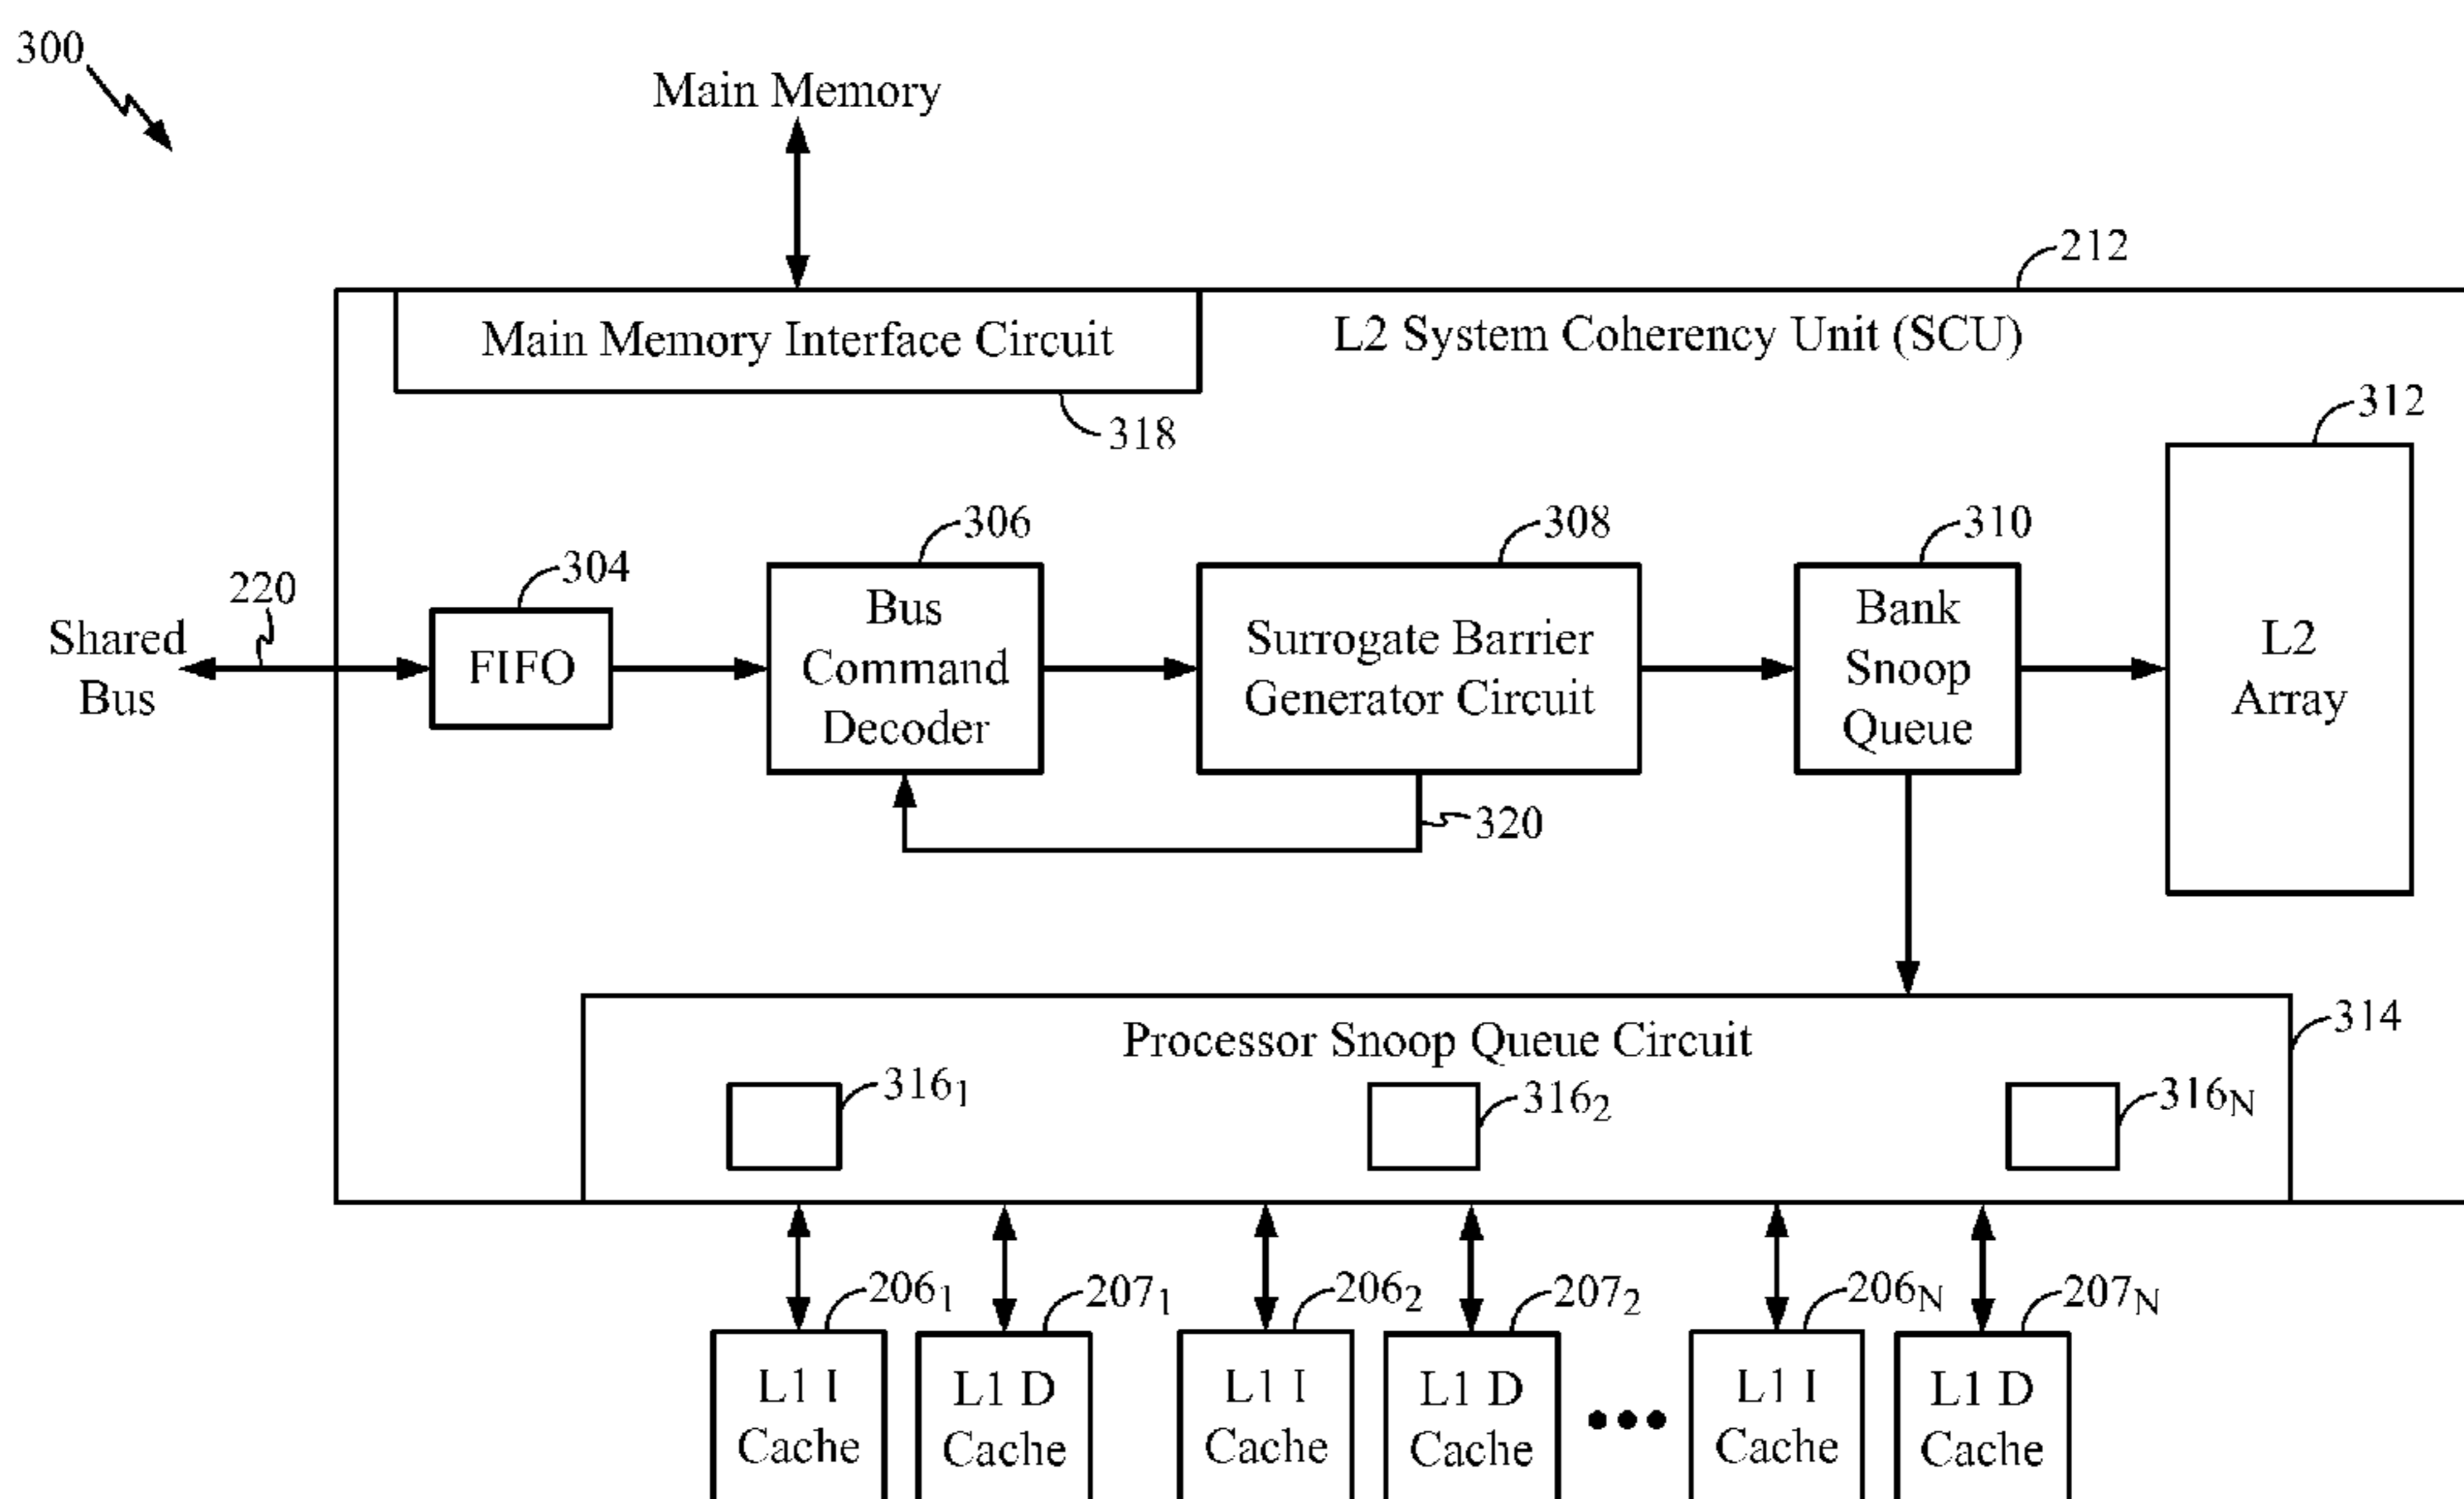 300
Main Memory
212
Main Memory Interface Circuit
L2 System Coherency Unit (SCU)
318
312
306
308
310
304
220
Shared
Bus
FIFO
Bus
Command
Decoder
Surrogate Barrier
Generator Circuit
Bank
Snoop
Queue
L2
Array
320
314
Processor Snoop Queue Circuit
316₁
316₂
316N
206₁
207₁
206₂
207₂
206N
207N
L1 I
Cache
L1 D
Cache
L1 I
Cache
L1 D
Cache
L1 I
Cache
L1 D
Cache